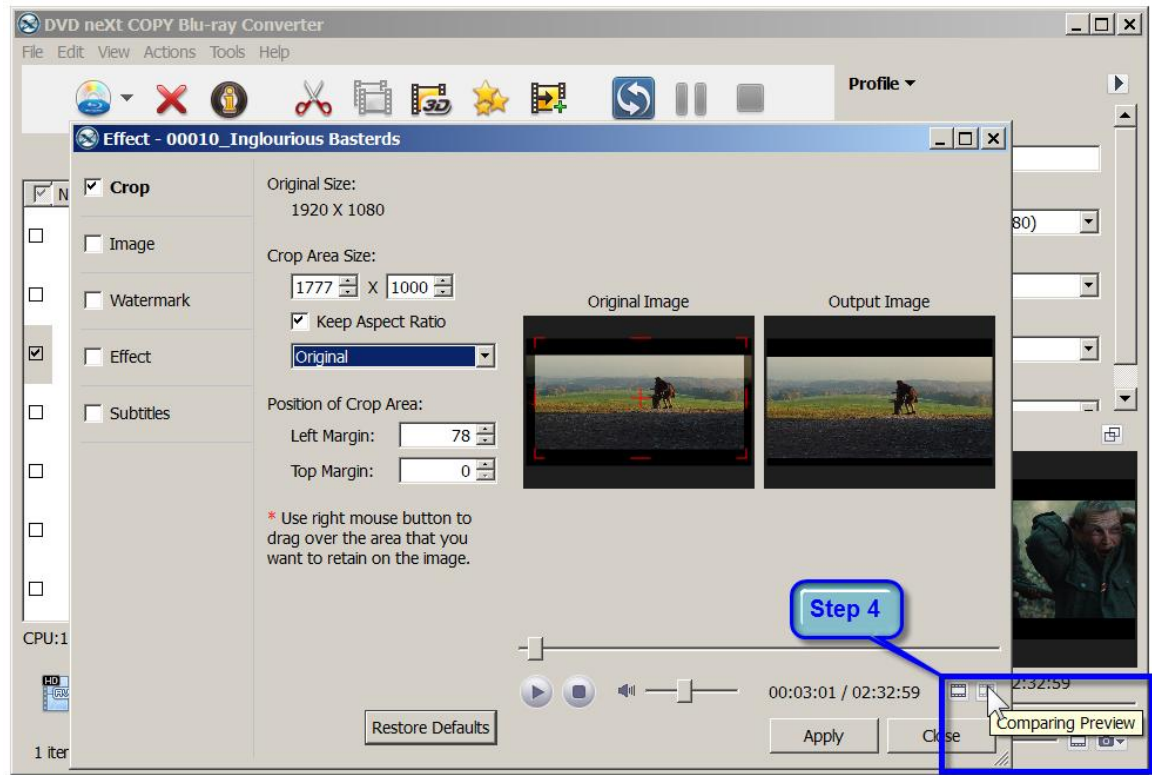 DVD neXt COPY Blu-ray Converter
File Edit View Actions Tools Help
3D
Profile
Effect - 00010_Inglourious Basterds
N
Crop
Image
Watermark
Effect
Subtitles
Original Size:
1920 X 1080
Crop Area Size:
1777 X 1000
Keep Aspect Ratio
Original
Position of Crop Area:
Left Margin: 78
Top Margin: 0
* Use right mouse button to
drag over the area that you
want to retain on the image.
Original Image
Output Image
80)
Step 4
00:03:01 / 02:32:59
2:32:59
Comparing Preview
Restore Defaults
Apply
Close
CPU:1
HD
1 iter